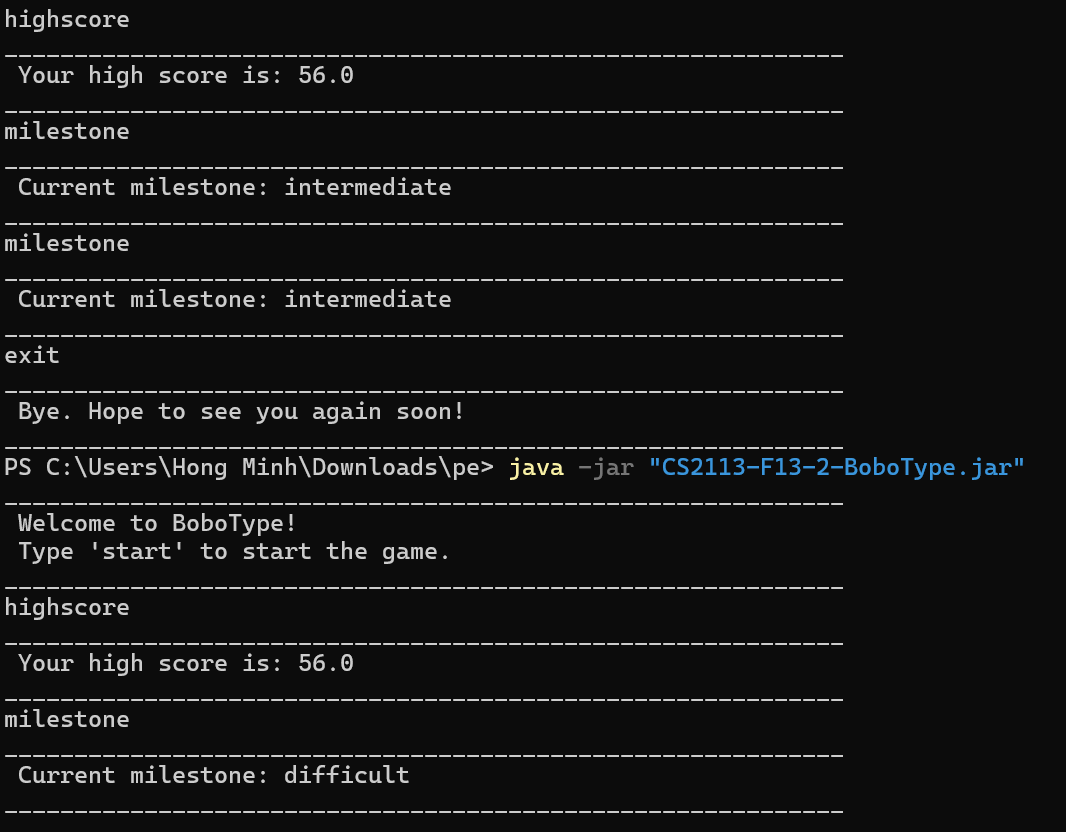 highscore
____________________________________________________________
Your high score is: 56.0
____________________________________________________________
milestone
____________________________________________________________
Current milestone: intermediate
____________________________________________________________
milestone
____________________________________________________________
Current milestone: intermediate
____________________________________________________________
exit
____________________________________________________________
Bye. Hope to see you again soon!
____________________________________________________________
PS C:\Users\Hong Minh\Downloads\pe> java -jar "CS2113-F13-2-BoboType.jar"
____________________________________________________________
Welcome to BoboType!
Type 'start' to start the game.
____________________________________________________________
highscore
____________________________________________________________
Your high score is: 56.0
____________________________________________________________
milestone
____________________________________________________________
Current milestone: difficult
____________________________________________________________